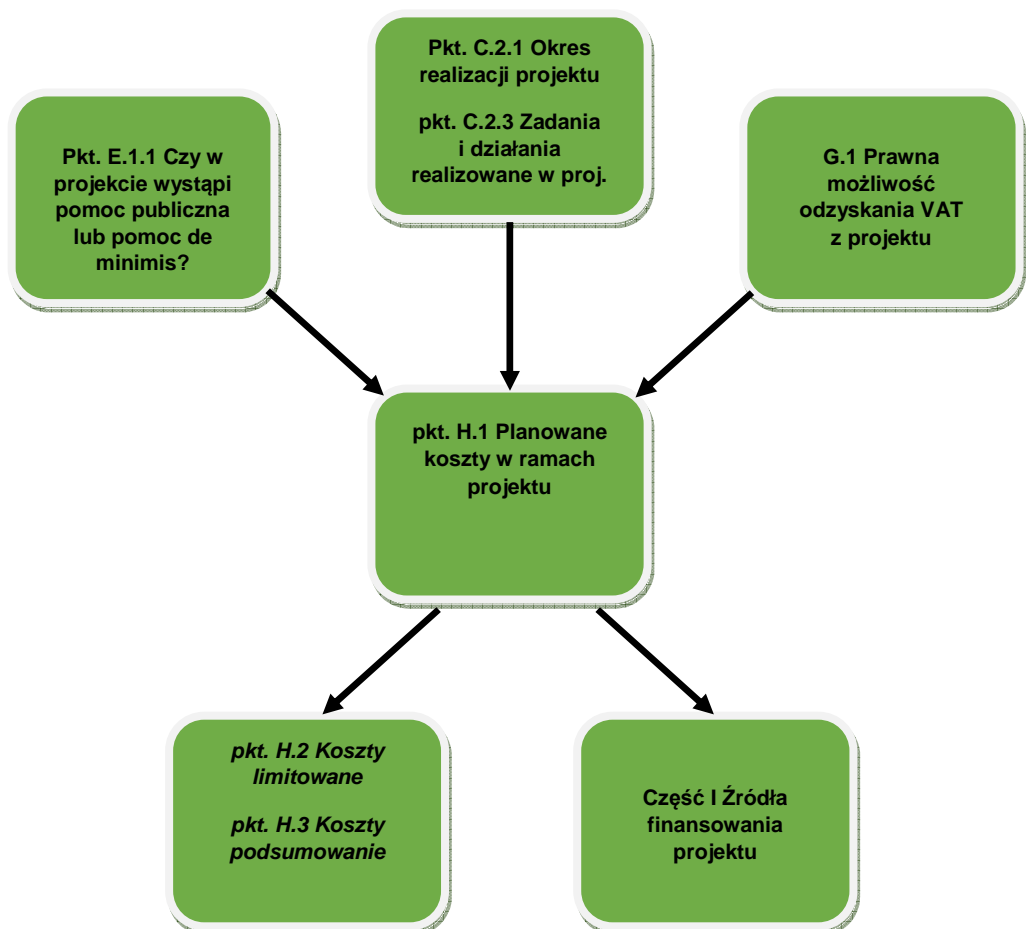 Pkt. C.2.1 Okres
realizacji projektu
pkt. C.2.3 Zadania
i działania
realizowane w proj.
Pkt. E.1.1 Czy w
projekcie wystąpi
pomoc publiczna
lub pomoc de
minimis?
G.1 Prawna
możliwość
odzyskania VAT
z projektu
pkt. H.1 Planowane
koszty w ramach
projektu
pkt. H.2 Koszty
limitowane
pkt. H.3 Koszty
podsumowanie
Część I Źródła
finansowania
projektu